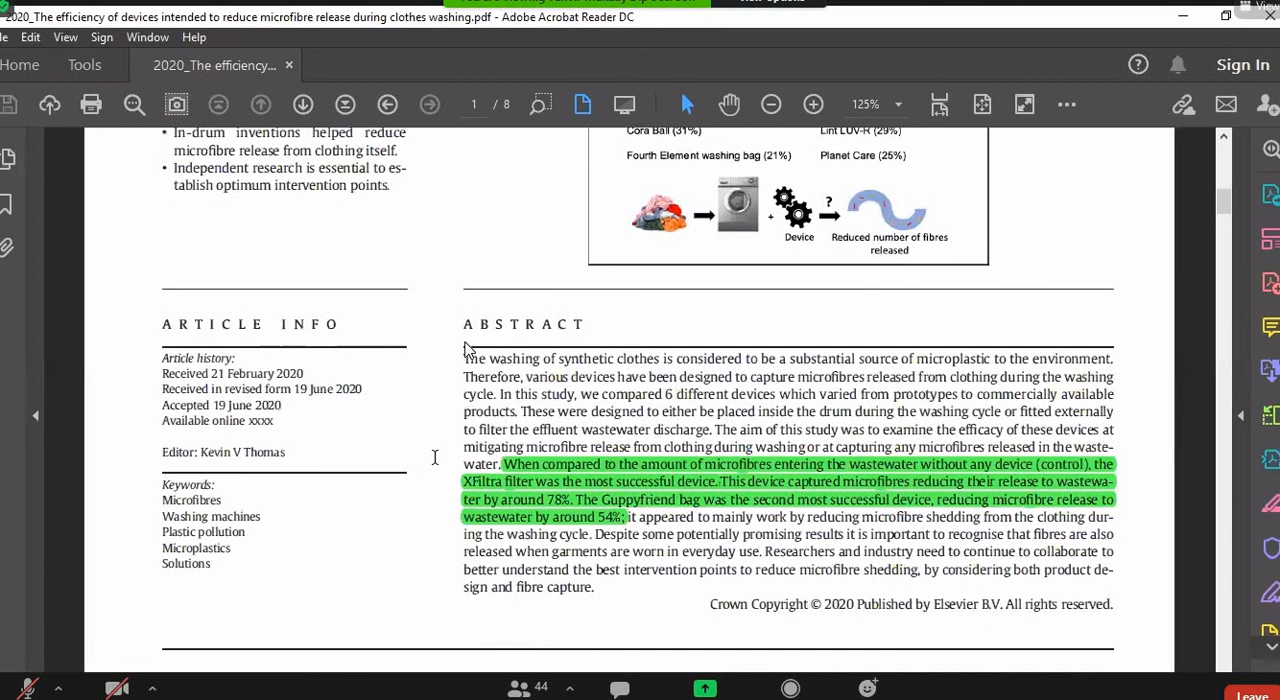 2020_The efficiency of devices intended to reduce microfibre release during clothes washing.pdf - Adobe Acrobat Reader DC
View
Edit View Sign Window Help
Home Tools 2020_The efficiency... × Sign In
1 / 8 125%
In-drum inventions helped reduce
microfibre release from clothing itself.
• Independent research is essential to es-
tablish optimum intervention points.
Cora Ball (31%) Lint LUV-R (29%)
Fourth Element washing bag (21%) Planet Care (25%)
+ ?
Device Reduced number of fibres
released
ARTICLE INFO
Article history:
Received 21 February 2020
Received in revised form 19 June 2020
Accepted 19 June 2020
Available online xxxx
Editor: Kevin V Thomas
Keywords:
Microfibres
Washing machines
Plastic pollution
Microplastics
Solutions
ABSTRACT
The washing of synthetic clothes is considered to be a substantial source of microplastic to the environment.
Therefore, various devices have been designed to capture microfibres released from clothing during the washing
cycle. In this study, we compared 6 different devices which varied from prototypes to commercially available
products. These were designed to either be placed inside the drum during the washing cycle or fitted externally
to filter the effluent wastewater discharge. The aim of this study was to examine the efficacy of these devices at
mitigating microfibre release from clothing during washing or at capturing any microfibres released in the waste-
water. When compared to the amount of microfibres entering the wastewater without any device (control), the
XFiltra filter was the most successful device. This device captured microfibres reducing their release to wastewa-
ter by around 78%. The Guppyfriend bag was the second most successful device, reducing microfibre release to
wastewater by around 54%; it appeared to mainly work by reducing microfibre shedding from the clothing dur-
ing the washing cycle. Despite some potentially promising results it is important to recognise that fibres are also
released when garments are worn in everyday use. Researchers and industry need to continue to collaborate to
better understand the best intervention points to reduce microfibre shedding, by considering both product de-
sign and fibre capture.
Crown Copyright © 2020 Published by Elsevier B.V. All rights reserved.
44
Leave